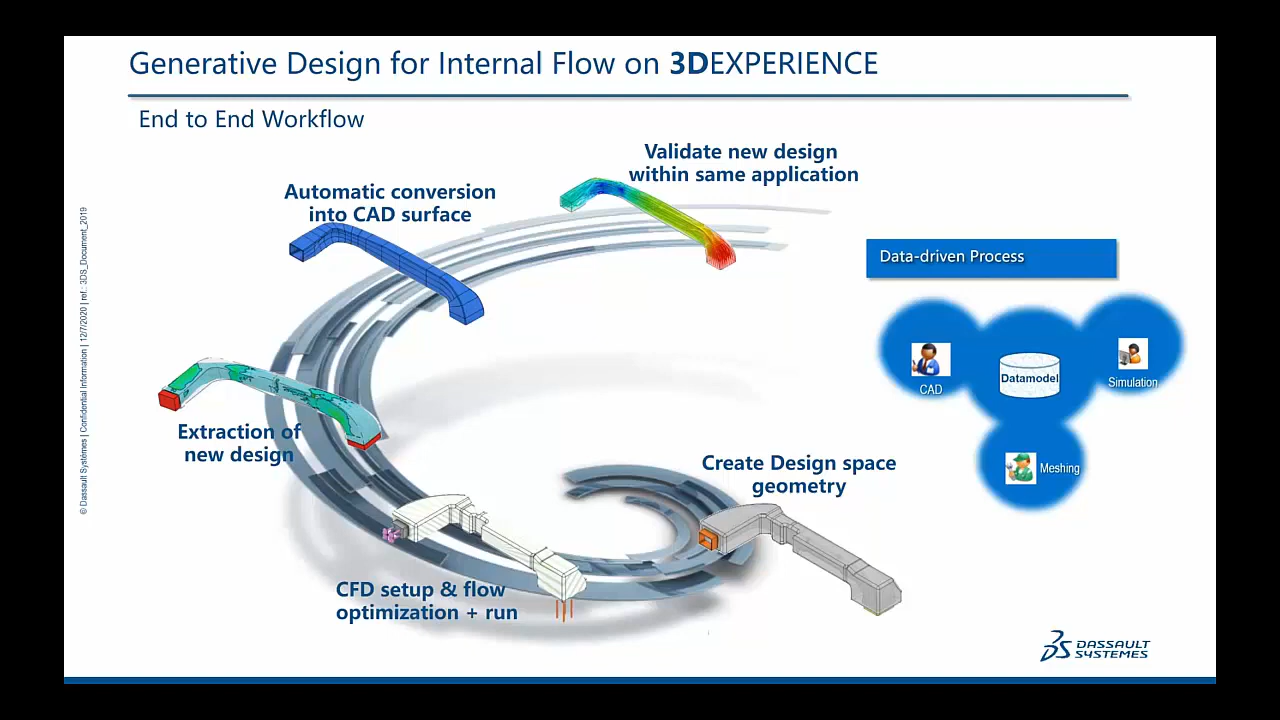 Generative Design for Internal Flow on 3DEXPERIENCE
End to End Workflow
Validate new design
within same application
Automatic conversion
into CAD surface
Data-driven Process
CAD
Datamodel
Simulation
Meshing
Extraction of
new design
Create Design space
geometry
CFD setup & flow
optimization + run
© Dassault Systèmes | Confidential Information | 12/7/2020 | ref.: 3DS_Document_2019
DASSAULT
SYSTEMES